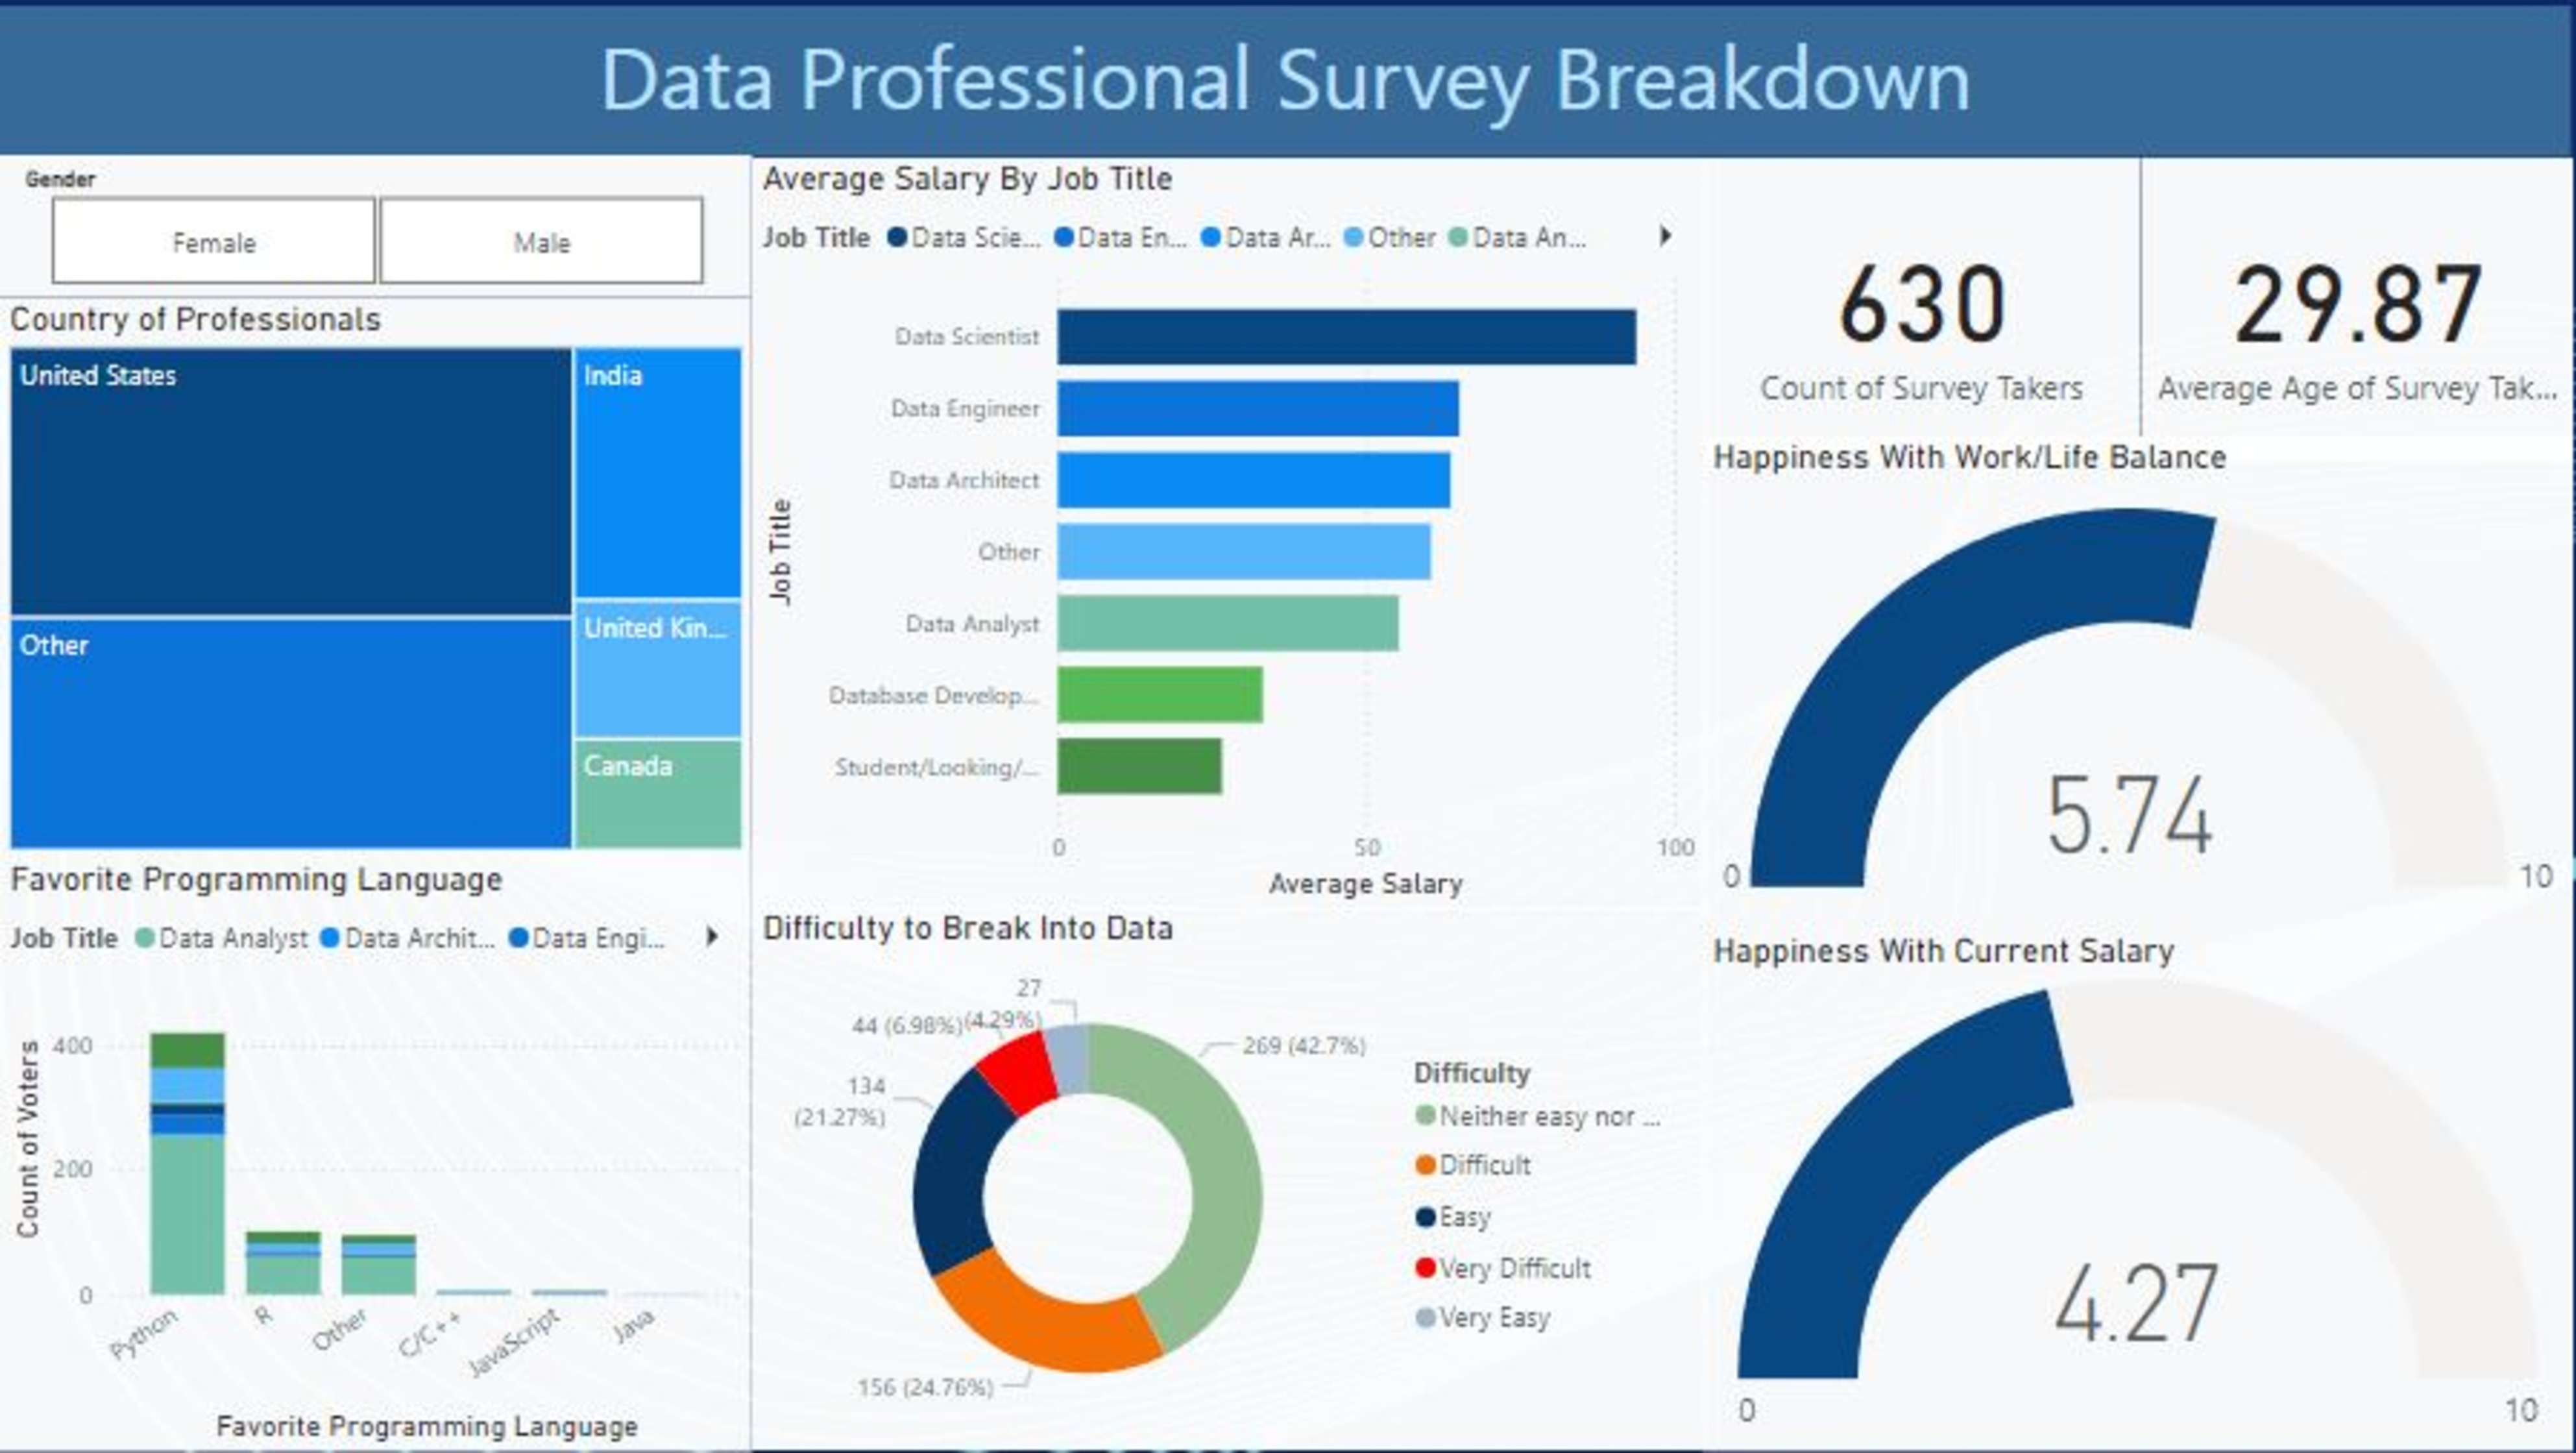 Data Professional Survey Breakdown
Gender
Female
Male
Country of Professionals
United States
India
Other
United Kin...
Canada
Favorite Programming Language
Job Title Data Analyst Data Archit... Data Engi...
Count of Voters
400
200
0
Python
R
Other
C/C++
JavaScript
Java
Favorite Programming Language
Average Salary By Job Title
Job Title Data Scie... Data En... Data Ar... Other Data An...
Job Title
Data Scientist
Data Engineer
Data Architect
Other
Data Analyst
Database Develop...
Student/Looking/...
0
50
100
Average Salary
Difficulty to Break Into Data
27
(4.29%)
44 (6.98%)
134
(21.27%)
269 (42.7%)
156 (24.76%)
Difficulty
Neither easy nor ...
Difficult
Easy
Very Difficult
Very Easy
630
Count of Survey Takers
29.87
Average Age of Survey Tak...
Happiness With Work/Life Balance
5.74
0
10
Happiness With Current Salary
4.27
0
10